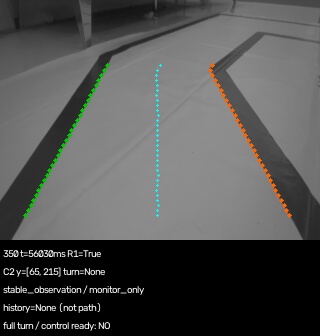 350 t=56030ms R1=True
C2 y=[65, 215] turn=None
stable_observation / monitor_only
history=None (not path)
full turn / control ready: NO